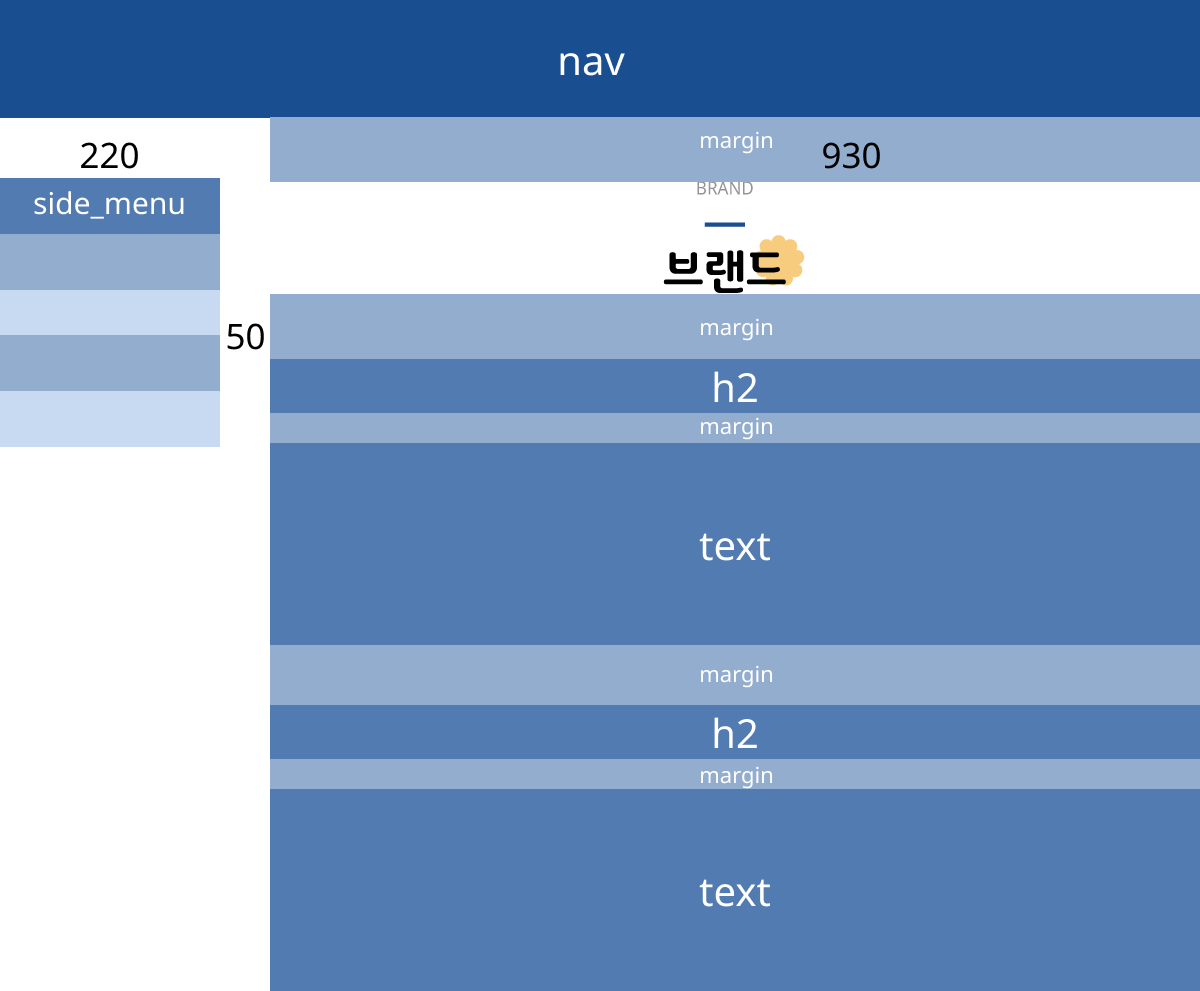 nav
220
side_menu
50
margin
930
BRAND
브랜드
margin
h2
margin
text
margin
h2
margin
text